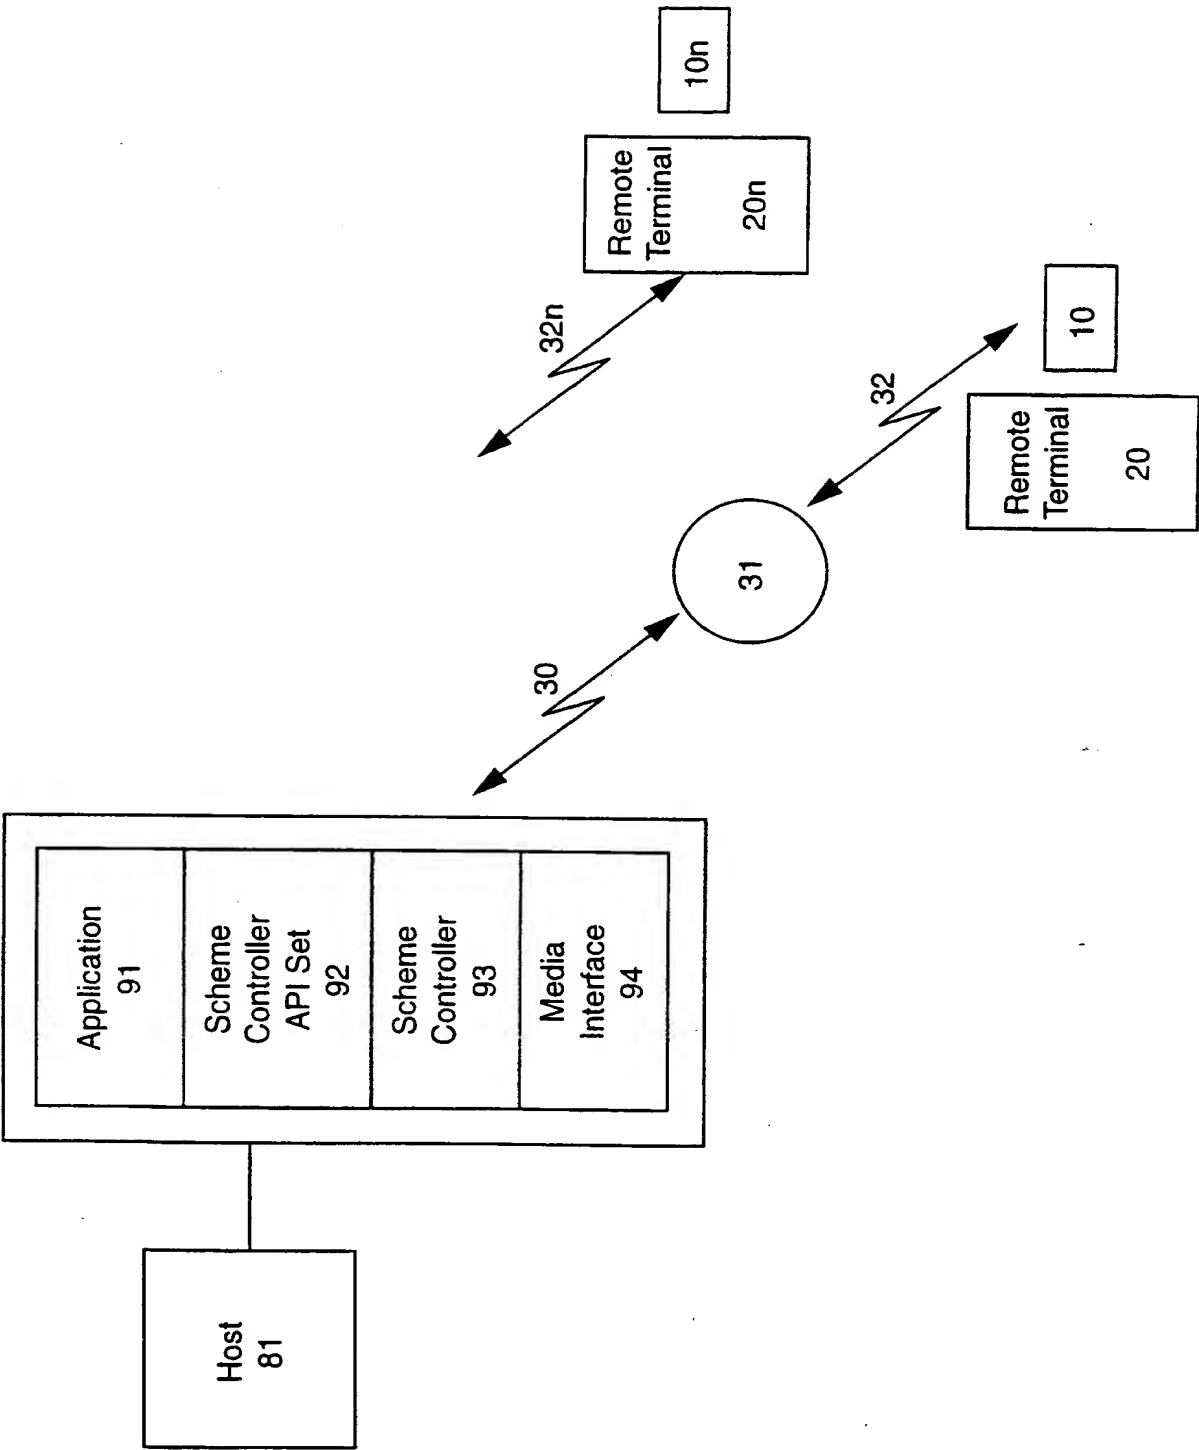 Host
81
Application
91
Scheme
Controller
API Set
92
Scheme
Controller
93
Media
Interface
94
30
31
32n
32
Remote
Terminal
20n
10n
Remote
Terminal
20
10